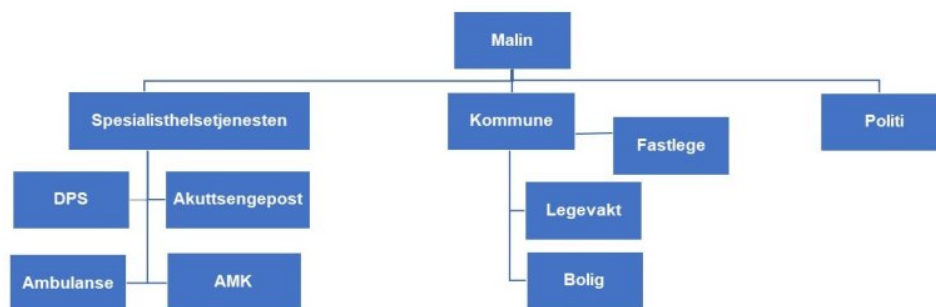 Malin
Spesialisthelsetjenesten
Kommune
Politi
Fastlege
DPS
Akuttsengepost
Legevakt
Ambulanse
AMK
Bolig